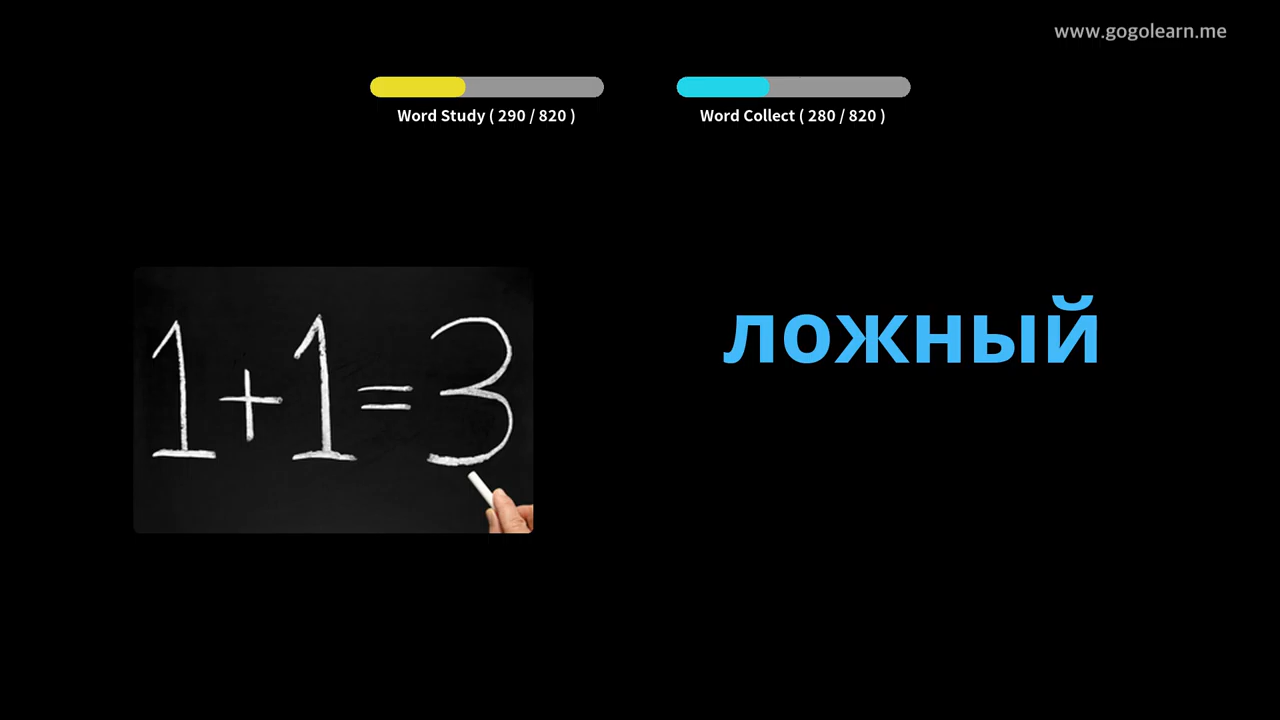 www.gogolearn.me
Word Study ( 290 / 820 )
Word Collect ( 280 / 820 )
1+1=3
ложный